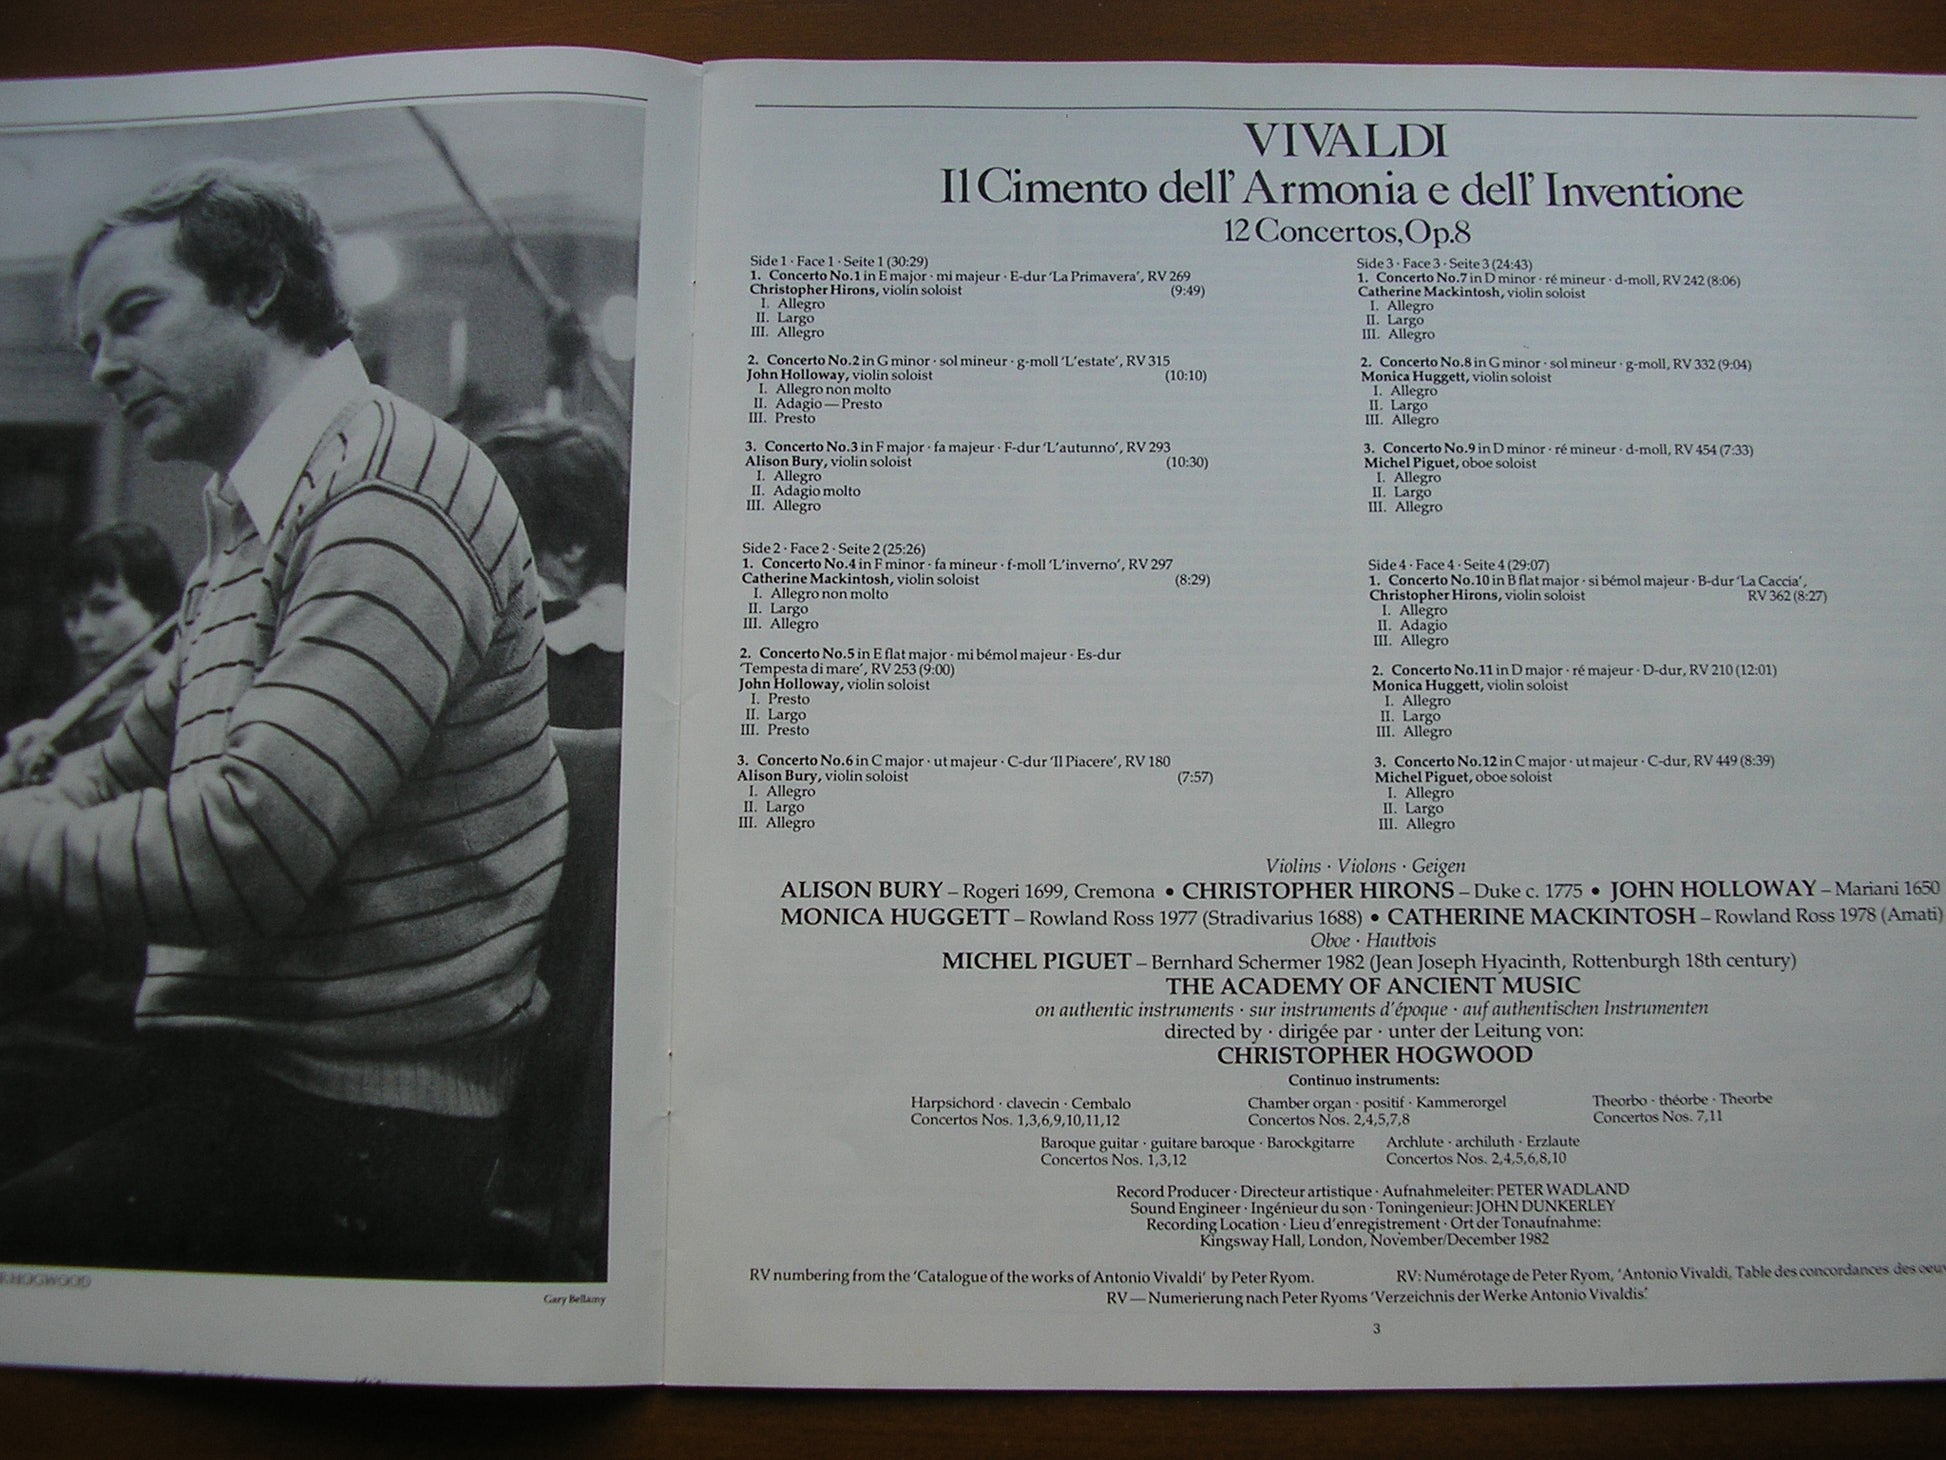 R HOGWOOD
Gary Bellamy
VIVALDI
Il Cimento dell' Armonia e dell' Inventione
12 Concertos, Op.8
Side 1 · Face 1 · Seite 1 (30:29)
1. Concerto No.1 in E major · mi majeur · E-dur 'La Primavera', RV 269
Christopher Hirons, violin soloist (9:49)
I. Allegro
II. Largo
III. Allegro
2. Concerto No.2 in G minor · sol mineur · g-moll 'L'estate', RV 315
John Holloway, violin soloist (10:10)
I. Allegro non molto
II. Adagio — Presto
III. Presto
3. Concerto No.3 in F major · fa majeur · F-dur 'L'autunno', RV 293
Alison Bury, violin soloist (10:30)
I. Allegro
II. Adagio molto
III. Allegro
Side 2 · Face 2 · Seite 2 (25:26)
1. Concerto No.4 in F minor · fa mineur · f-moll 'L'inverno', RV 297
Catherine Mackintosh, violin soloist (8:29)
I. Allegro non molto
II. Largo
III. Allegro
2. Concerto No.5 in E flat major · mi bémol majeur · Es-dur
'Tempesta di mare', RV 253 (9:00)
John Holloway, violin soloist
I. Presto
II. Largo
III. Presto
3. Concerto No.6 in C major · ut majeur · C-dur 'Il Piacere', RV 180
Alison Bury, violin soloist (7:57)
I. Allegro
II. Largo
III. Allegro
Side 3 · Face 3 · Seite 3 (24:43)
1. Concerto No.7 in D minor · ré mineur · d-moll, RV 242 (8:06)
Catherine Mackintosh, violin soloist
I. Allegro
II. Largo
III. Allegro
2. Concerto No.8 in G minor · sol mineur · g-moll, RV 332 (9:04)
Monica Huggett, violin soloist
I. Allegro
II. Largo
III. Allegro
3. Concerto No.9 in D minor · ré mineur · d-moll, RV 454 (7:33)
Michel Piguet, oboe soloist
I. Allegro
II. Largo
III. Allegro
Side 4 · Face 4 · Seite 4 (29:07)
1. Concerto No.10 in B flat major · si bémol majeur · B-dur 'La Caccia',
Christopher Hirons, violin soloist RV 362 (8:27)
I. Allegro
II. Adagio
III. Allegro
2. Concerto No.11 in D major · ré majeur · D-dur, RV 210 (12:01)
Monica Huggett, violin soloist
I. Allegro
II. Largo
III. Allegro
3. Concerto No.12 in C major · ut majeur · C-dur, RV 449 (8:39)
Michel Piguet, oboe soloist
I. Allegro
II. Largo
III. Allegro
Violins · Violons · Geigen
ALISON BURY – Rogeri 1699, Cremona • CHRISTOPHER HIRONS – Duke c. 1775 • JOHN HOLLOWAY – Mariani 1650
MONICA HUGGETT – Rowland Ross 1977 (Stradivarius 1688) • CATHERINE MACKINTOSH – Rowland Ross 1978 (Amati)
Oboe · Hautbois
MICHEL PIGUET – Bernhard Schermer 1982 (Jean Joseph Hyacinth, Rottenburgh 18th century)
THE ACADEMY OF ANCIENT MUSIC
on authentic instruments · sur instruments d'époque · auf authentischen Instrumenten
directed by · dirigée par · unter der Leitung von:
CHRISTOPHER HOGWOOD
Continuo instruments:
Harpsichord · clavecin · Cembalo
Concertos Nos. 1,3,6,9,10,11,12
Chamber organ · positif · Kammerorgel
Concertos Nos. 2,4,5,7,8
Theorbo · théorbe · Theorbe
Concertos Nos. 7,11
Baroque guitar · guitare baroque · Barockgitarre
Concertos Nos. 1,3,12
Archlute · archiluth · Erzlaute
Concertos Nos. 2,4,5,6,8,10
Record Producer · Directeur artistique · Aufnahmeleiter: PETER WADLAND
Sound Engineer · Ingénieur du son · Toningenieur: JOHN DUNKERLEY
Recording Location · Lieu d'enregistrement · Ort der Tonaufnahme:
Kingsway Hall, London, November/December 1982
RV numbering from the 'Catalogue of the works of Antonio Vivaldi' by Peter Ryom.
RV: Numérotage de Peter Ryom, 'Antonio Vivaldi, Table des concordances des oeuv
RV — Numerierung nach Peter Ryoms 'Verzeichnis der Werke Antonio Vivaldis.'
3